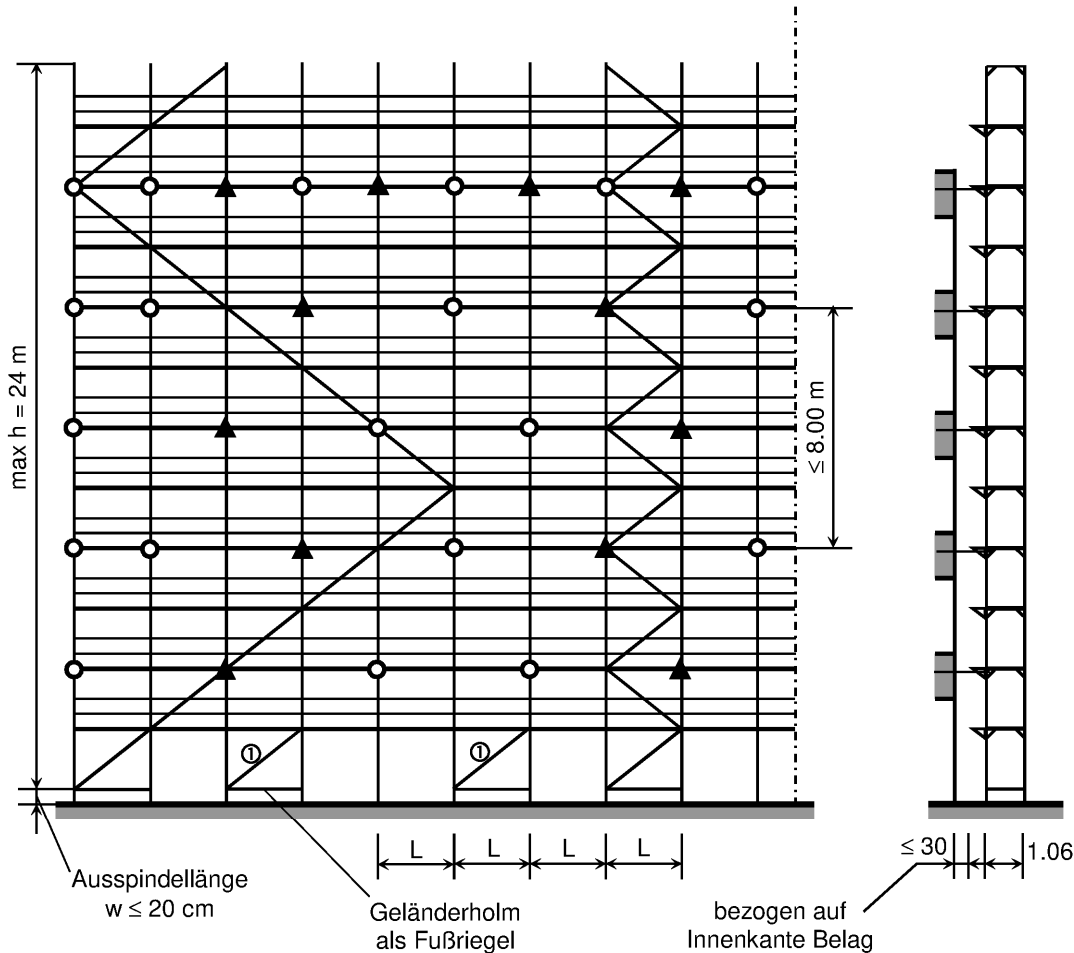 max h = 24 m
≤ 8.00 m
①
①
L
L
L
L
≤ 30
1.06
Ausspindellänge
w ≤ 20 cm
Geländerholm
als Fußriegel
bezogen auf
Innenkante Belag